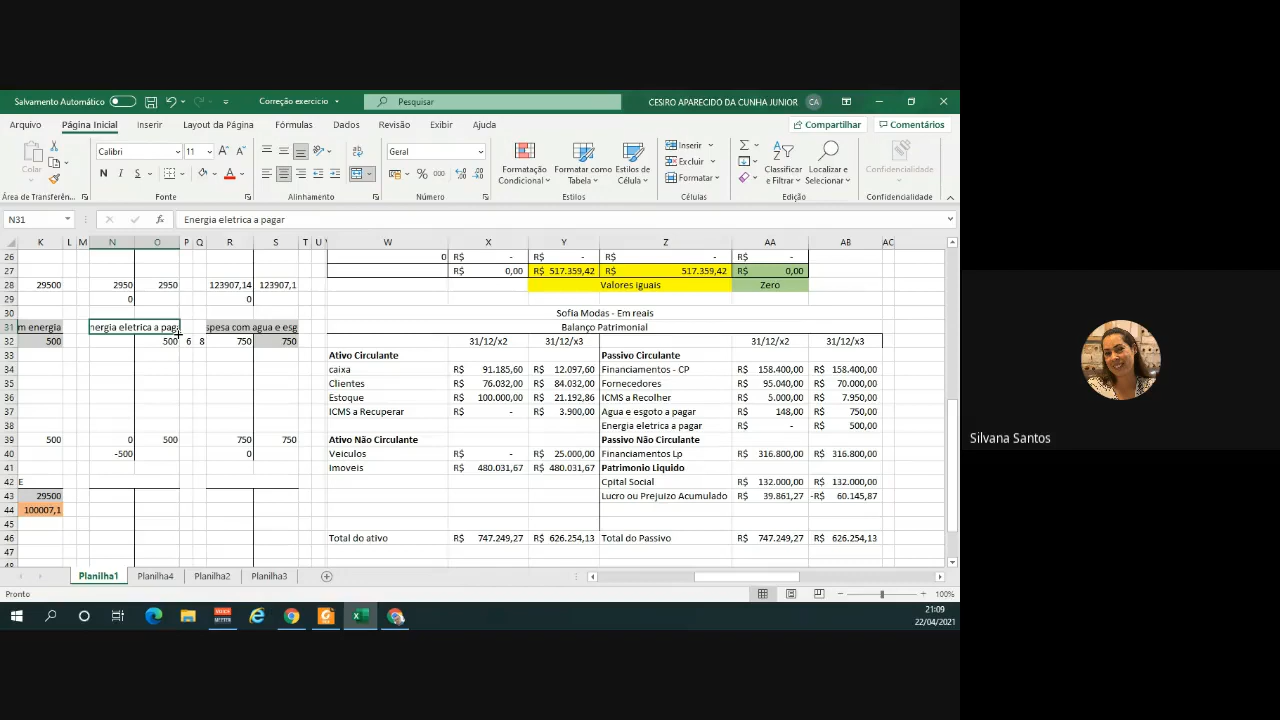 Salvamento Automático
Correção exercicio
Pesquisar
CESIRO APARECIDO DA CUNHA JUNIOR CA
Arquivo Página Inicial Inserir Layout da Página Fórmulas Dados Revisão Exibir Ajuda
Compartilhar Comentários
Colar
Calibri 11
N I S
Geral
% 000
Formatação Condicional
Formatar como Tabela
Estilos de Célula
Inserir
Excluir
Formatar
Classificar e Filtrar
Localizar e Selecionar
Confidencialidade
Área de Transferên... Fonte Alinhamento Número Estilos Células Edição Confidencialidade
N31 fx Energia eletrica a pagar
K L M N O P Q R S T U W X Y Z AA AB AC
26 0 R$ - R$ - R$ - R$ -
27 R$ 0,00 R$ 517.359,42 R$ 517.359,42 R$ 0,00
28 29500 2950 2950 123907,14 123907,1 Valores iguais Zero
29 0 0
30 Sofia Modas - Em reais
31 m energia nergia eletrica a paga spesa com agua e esg Balanço Patrimonial
32 500 500 6 8 750 750 31/12/x2 31/12/x3 31/12/x2 31/12/x3
33 Ativo Circulante Passivo Circulante
34 caixa R$ 91.185,60 R$ 12.097,60 Financiamentos - CP R$ 158.400,00 R$ 158.400,00
35 Clientes R$ 76.032,00 R$ 84.032,00 Fornecedores R$ 95.040,00 R$ 70.000,00
36 Estoque R$ 100.000,00 R$ 21.192,86 ICMS a Recolher R$ 5.000,00 R$ 7.950,00
37 ICMS a Recuperar R$ - R$ 3.900,00 Agua e esgoto a pagar R$ 148,00 R$ 750,00
38 Energia eletrica a pagar R$ - R$ 500,00
39 500 0 500 750 750 Ativo Não Circulante Passivo Não Circulante
40 -500 0 Veiculos R$ - R$ 25.000,00 Financiamentos Lp R$ 316.800,00 R$ 316.800,00
41 Imoveis R$ 480.031,67 R$ 480.031,67 Patrimonio Liquido
42 E Cpital Social R$ 132.000,00 R$ 132.000,00
43 29500 Lucro ou Prejuizo Acumulado R$ 39.861,27 -R$ 60.145,87
44 100007,1
45
46 Total do ativo R$ 747.249,27 R$ 626.254,13 Total do Passivo R$ 747.249,27 R$ 626.254,13
47
48
Planilha1 Planilha4 Planilha2 Planilha3
Pronto
100%
21:09
22/04/2021
Silvana Santos